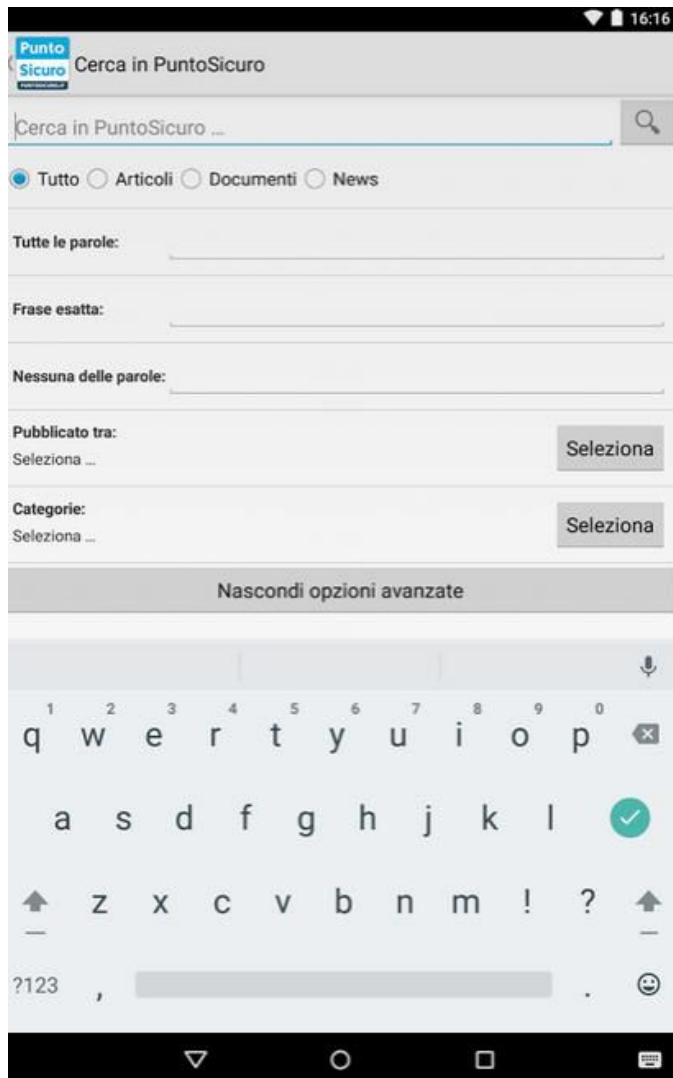 16:16
Punto
Sicuro
Cerca in PuntoSicuro
Cerca in PuntoSicuro ...
Tutto Articoli Documenti News
Tutte le parole:
Frase esatta:
Nessuna delle parole:
Pubblicato tra:
Seleziona ...
Seleziona
Categorie:
Seleziona ...
Seleziona
Nascondi opzioni avanzate
1 2 3 4 5 6 7 8 9 0
q w e r t y u i o p
a s d f g h j k l
z x c v b n m ! ?
?123 , .